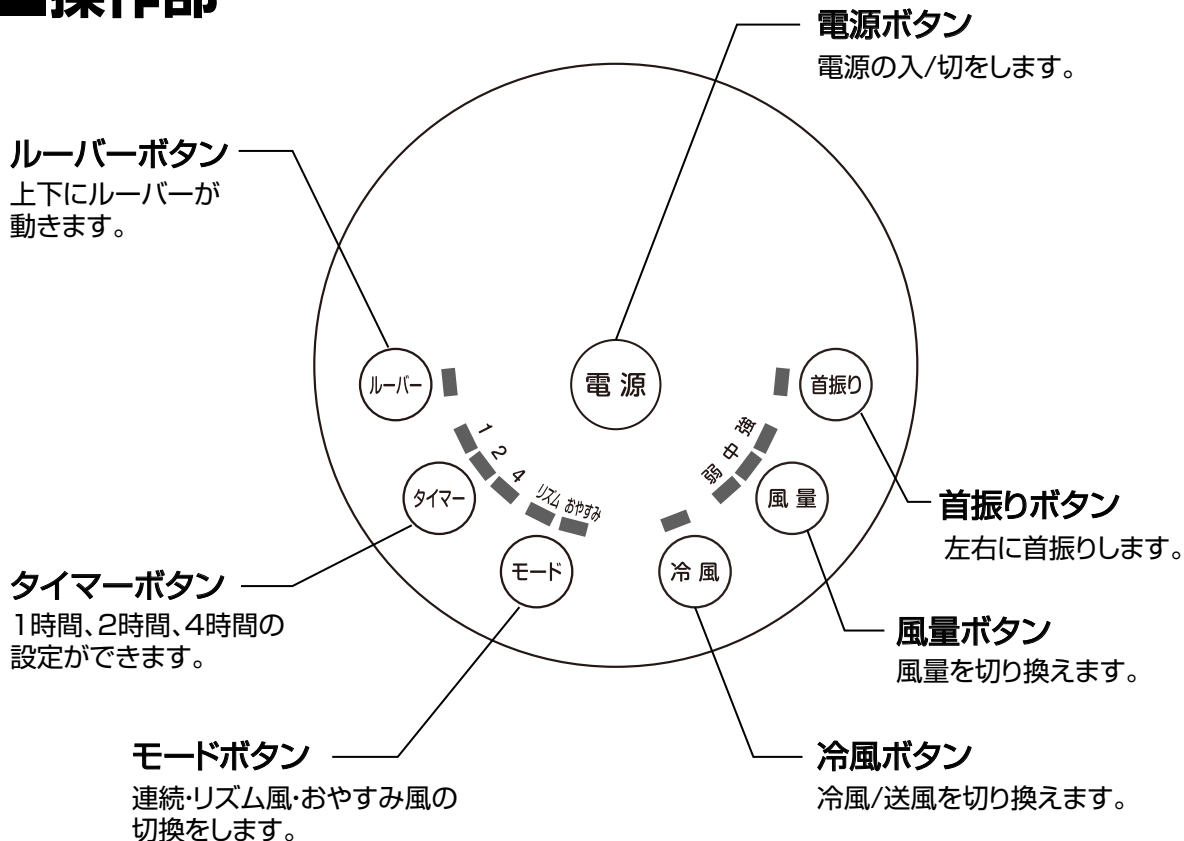 ■操作部
電源ボタン
電源の入/切をします。
ルーバーボタン
上下にルーバーが
動きます。
ルーバー
電源
首振り
1
2
4
リズム
おやすみ
弱
中
強
タイマー
風量
モード
冷風
首振りボタン
左右に首振りします。
タイマーボタン
1時間、2時間、4時間の
設定ができます。
風量ボタン
風量を切り換えます。
モードボタン
連続・リズム風・おやすみ風の
切換をします。
冷風ボタン
冷風/送風を切り換えます。